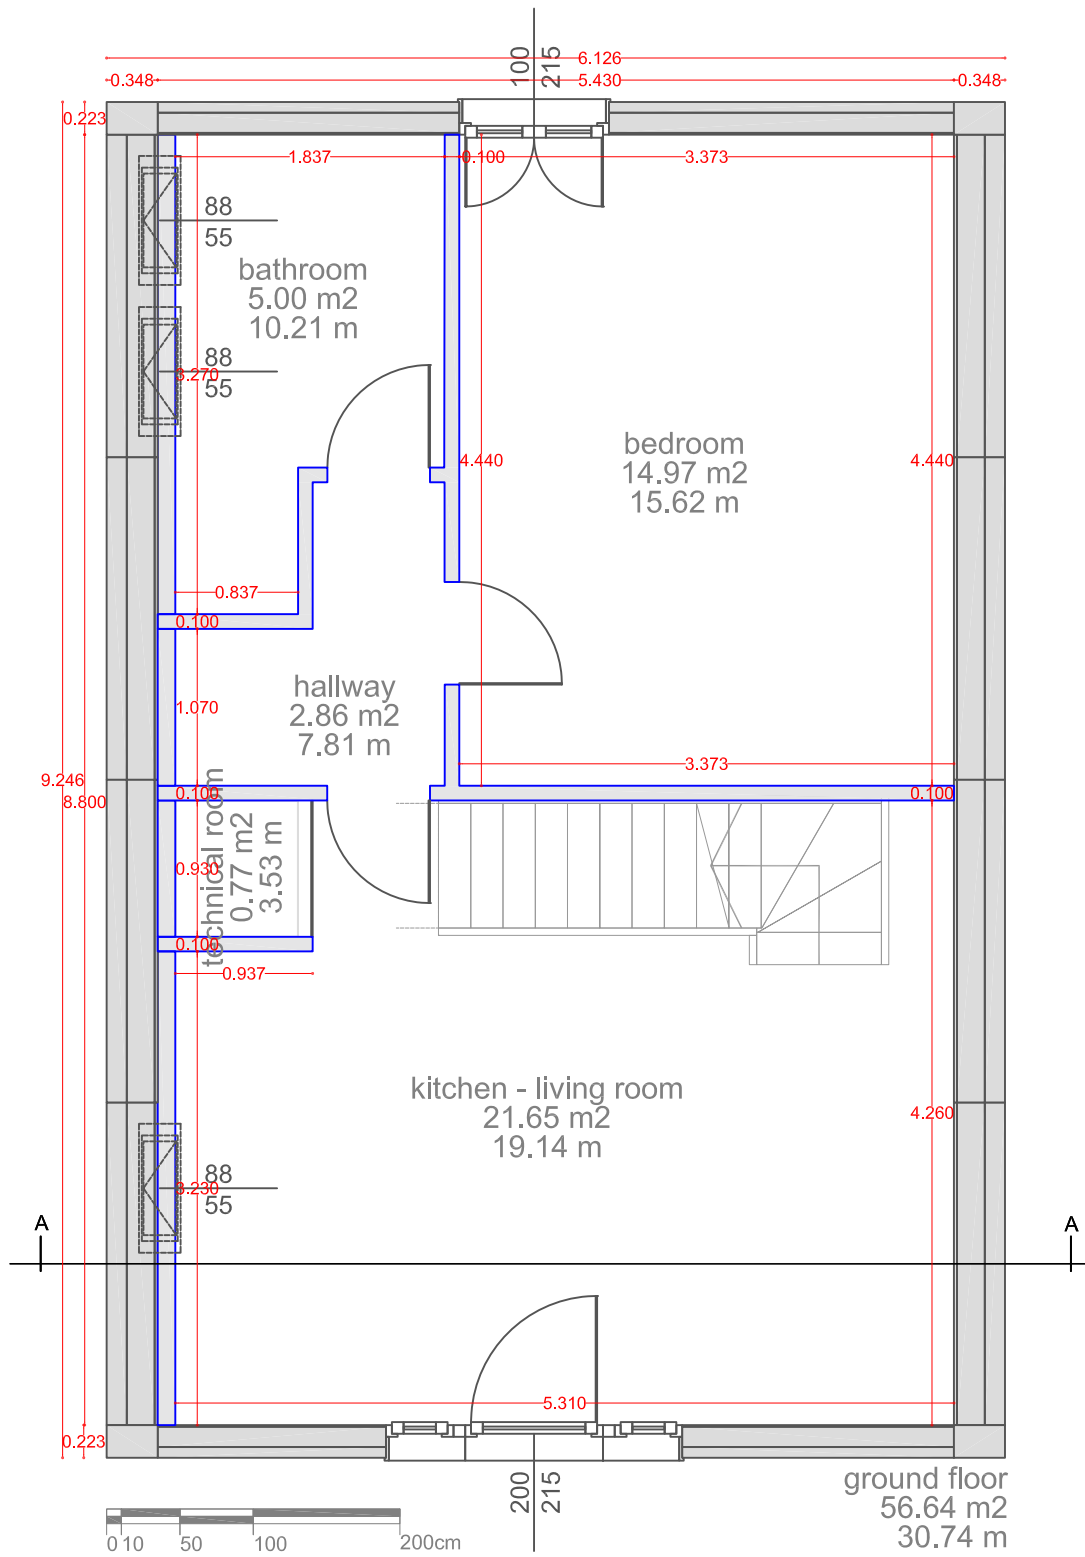 100
215
6.126
0.348
5.430
0.348
0.223
1.837
0.100
3.373
88
55
bathroom
5.00 m2
10.21 m
88
55
3.270
bedroom
14.97 m2
15.62 m
4.440
4.440
0.837
0.100
1.070
hallway
2.86 m2
7.81 m
3.373
9.246
8.800
0.100
0.100
technical room
0.77 m2
3.53 m
0.930
0.100
0.937
kitchen - living room
21.65 m2
19.14 m
4.260
88
55
3.230
A
A
5.310
0.223
200
215
ground floor
56.64 m2
30.74 m
0 10 50 100 200cm